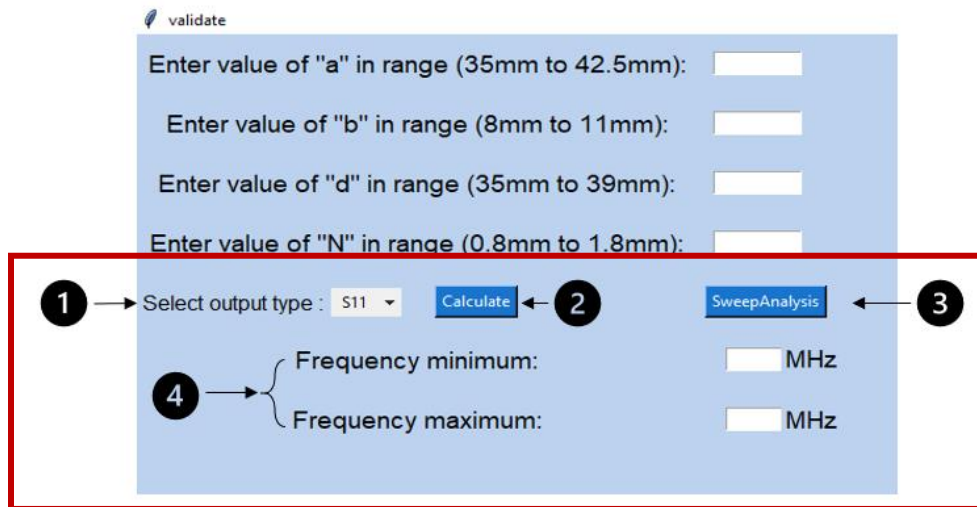 validate
Enter value of "a" in range (35mm to 42.5mm):
Enter value of "b" in range (8mm to 11mm):
Enter value of "d" in range (35mm to 39mm):
Enter value of "N" in range (0.8mm to 1.8mm):
1 Select output type : S11 Calculate 2 SweepAnalysis 3
Frequency minimum: MHz
4
Frequency maximum: MHz